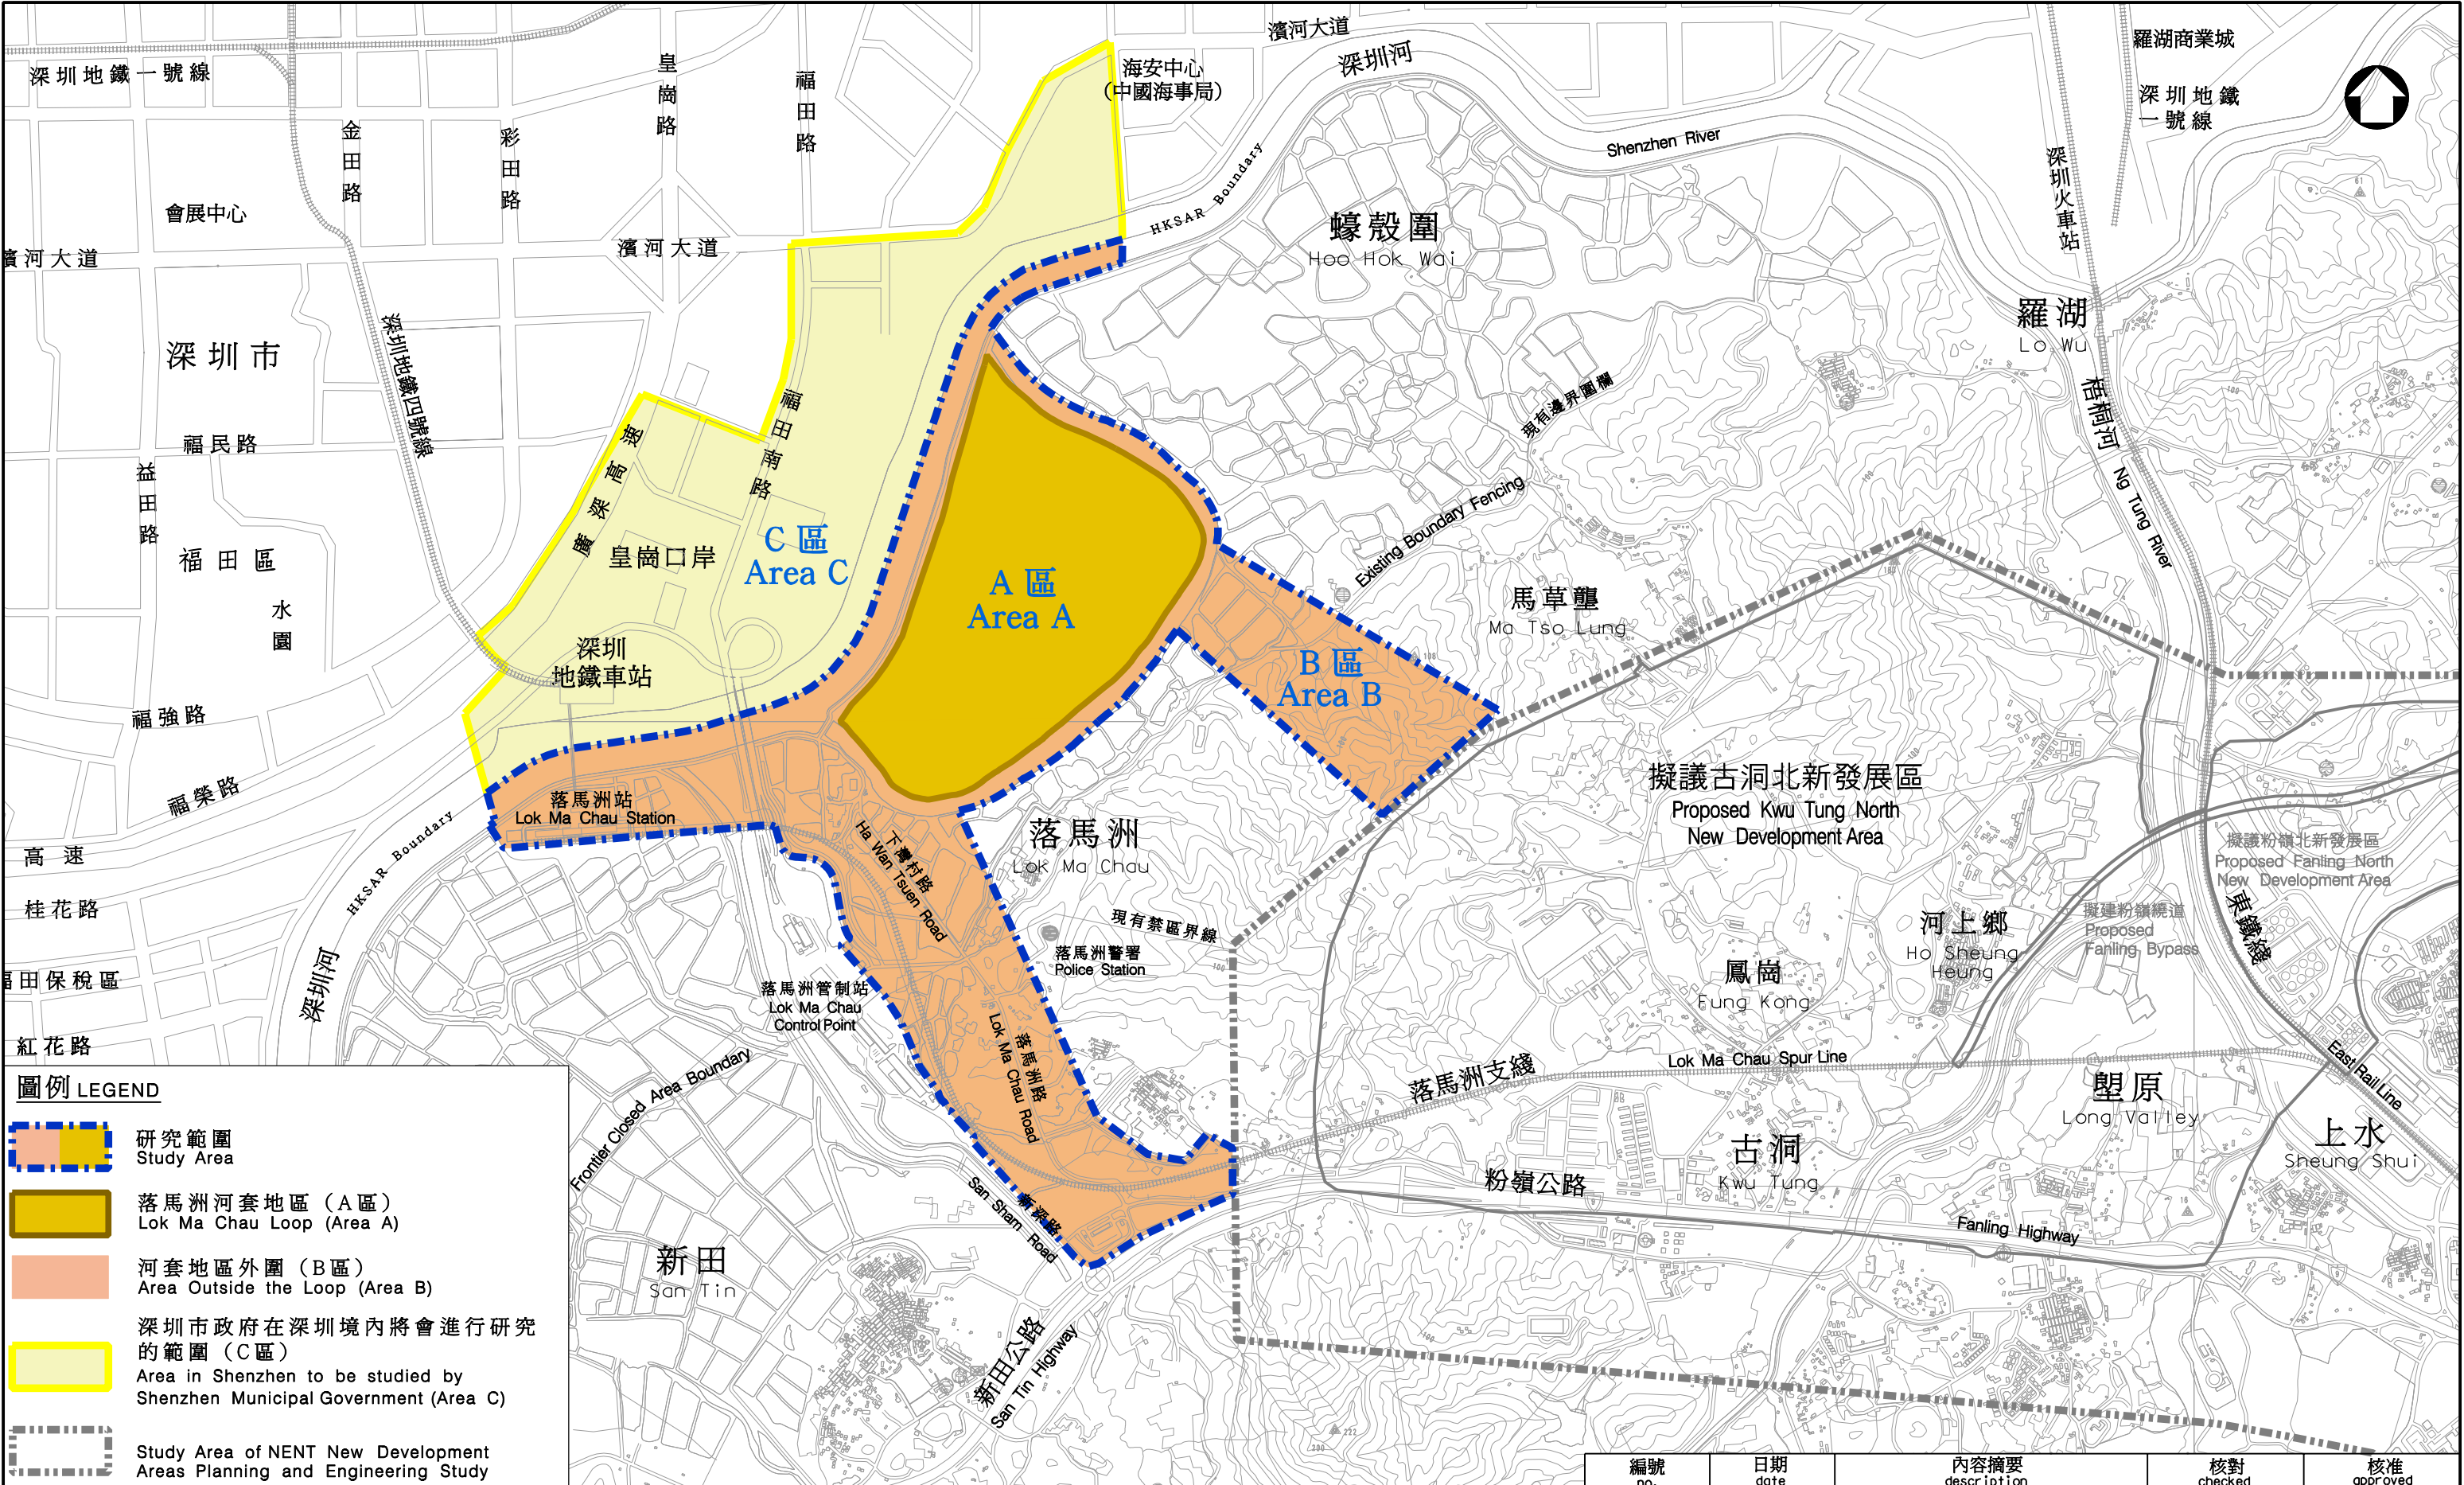 濱河大道
深圳河
羅湖商業城
深圳地鐵一號線
皇崗路
福田路
海安中心
(中國海事局)
深圳地鐵
一號線
金田路
彩田路
Shenzhen River
深圳火車站
HKSAR Boundary
會展中心
濱河大道
濱河大道
蠔殼圍
Hoo Hok Wai
羅湖
Lo Wu
深圳市
深圳地鐵四號線
梧桐河
Ng Tung River
現有邊界圍欄
Existing Boundary Fencing
福民路
益田路
廣深高速
福田南路
福田區
水圍
皇崗口岸
C 區
Area C
A 區
Area A
馬草壟
Ma Tso Lung
深圳
地鐵車站
B 區
Area B
108
183
100
61
福強路
福榮路
擬議古洞北新發展區
Proposed Kwu Tung North
New Development Area
落馬洲站
Lok Ma Chau Station
落馬洲
Lok Ma Chau
下灣村路
Ha Wan Tsuen Road
擬議粉嶺北新發展區
Proposed Fanling North
New Development Area
高速
HKSAR Boundary
桂花路
現有禁區界線
擬建粉嶺繞道
Proposed
Fanling Bypass
河上鄉
Ho Sheung
Heung
東鐵綫
落馬洲警署
Police Station
福田保稅區
深圳河
落馬洲管制站
Lok Ma Chau
Control Point
鳳崗
Fung Kong
紅花路
Frontier Closed Area Boundary
落馬洲路
Lok Ma Chau Road
落馬洲支綫
Lok Ma Chau Spur Line
East Rail Line
塱原
Long Valley
上水
Sheung Shui
古洞
Kwu Tung
粉嶺公路
Fanling Highway
新深路
San Sham Road
新田
San Tin
新田公路
San Tin Highway
222
200
圖例 LEGEND
研究範圍
Study Area
落馬洲河套地區（A區）
Lok Ma Chau Loop (Area A)
河套地區外圍（B區）
Area Outside the Loop (Area B)
深圳市政府在深圳境內將會進行研究
的範圍（C區）
Area in Shenzhen to be studied by
Shenzhen Municipal Government (Area C)
Study Area of NENT New Development
Areas Planning and Engineering Study
編號 日期 內容摘要 核對 核准
no. date description checked approved